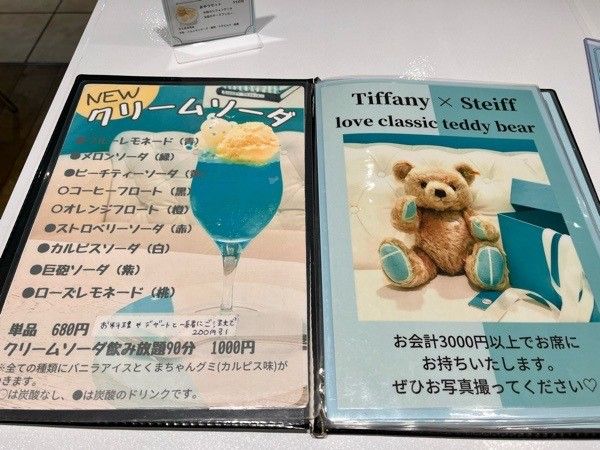 NEW
クリームソーダ
レモネード（青）
●メロンソーダ（緑）
●ピーチティーソーダ
○コーヒーフロート（黒）
○オレンジフロート（橙）
●ストロベリーソーダ（赤）
●カルピスソーダ（白）
●巨砲ソーダ（紫）
●ローズレモネード（桃）
単品 680円
お料理やデザートと一緒にご注文で
200円引
クリームソーダ飲み放題90分 1000円
※全ての種類にバニラアイスとくまちゃんグミ(カルピス味)が
きます。
○は炭酸なし、●は炭酸のドリンクです。
Tiffany × Steiff
love classic teddy bear
お会計3000円以上でお席に
お持ちいたします。
ぜひお写真撮ってください♡